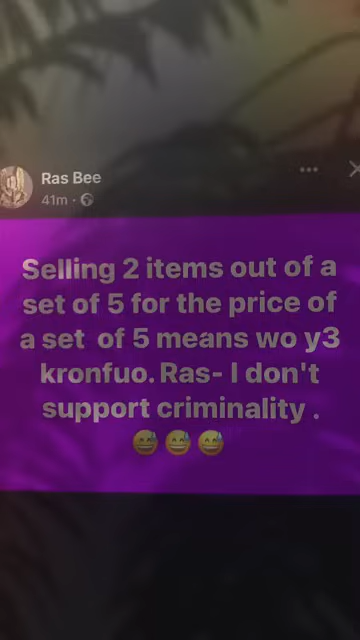 Ras Bee
41m
Selling 2 items out of a
set of 5 for the price of
a set of 5 means wo y3
kronfuo. Ras- I don't
support criminality .
😅 😅 😅